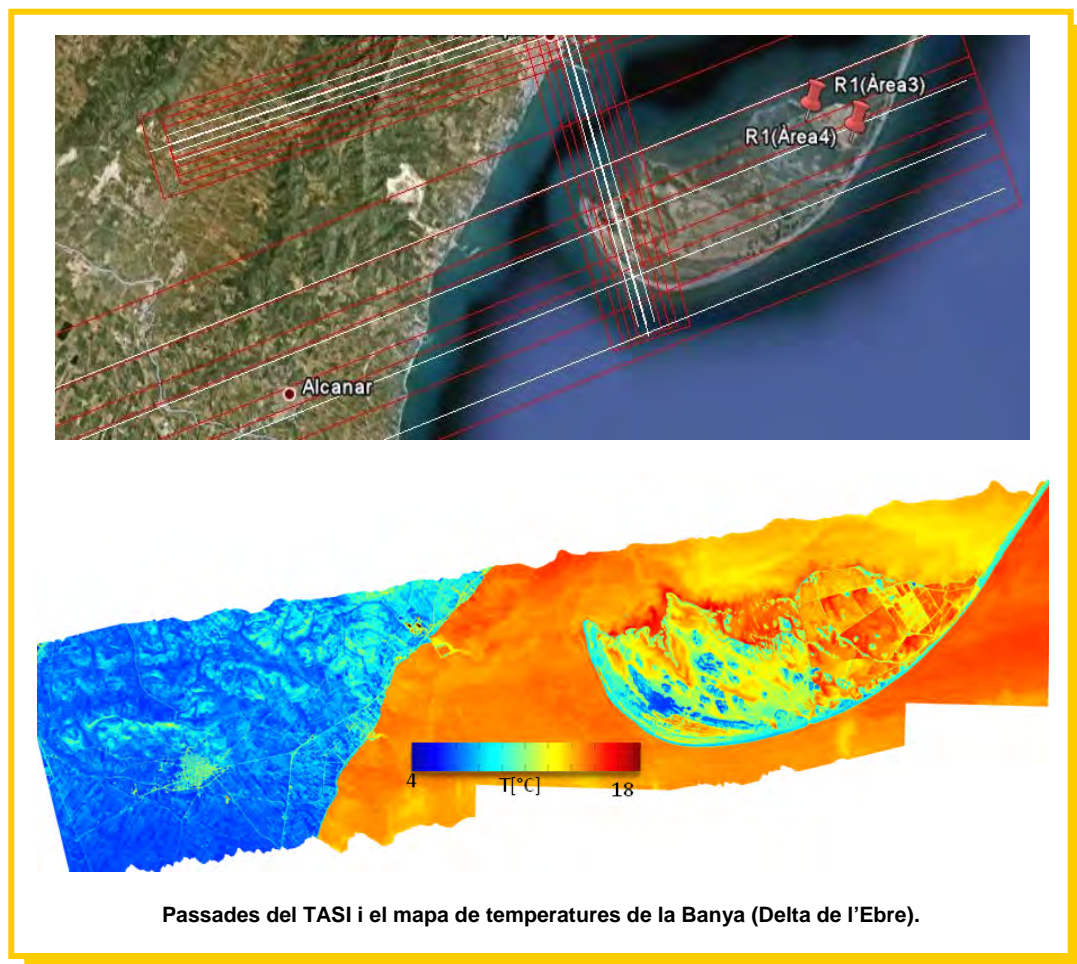 R1(Àrea3)
R1(Àrea4)
Alcanar
4
T[°C]
18
Passades del TASI i el mapa de temperatures de la Banya (Delta de l'Ebre).